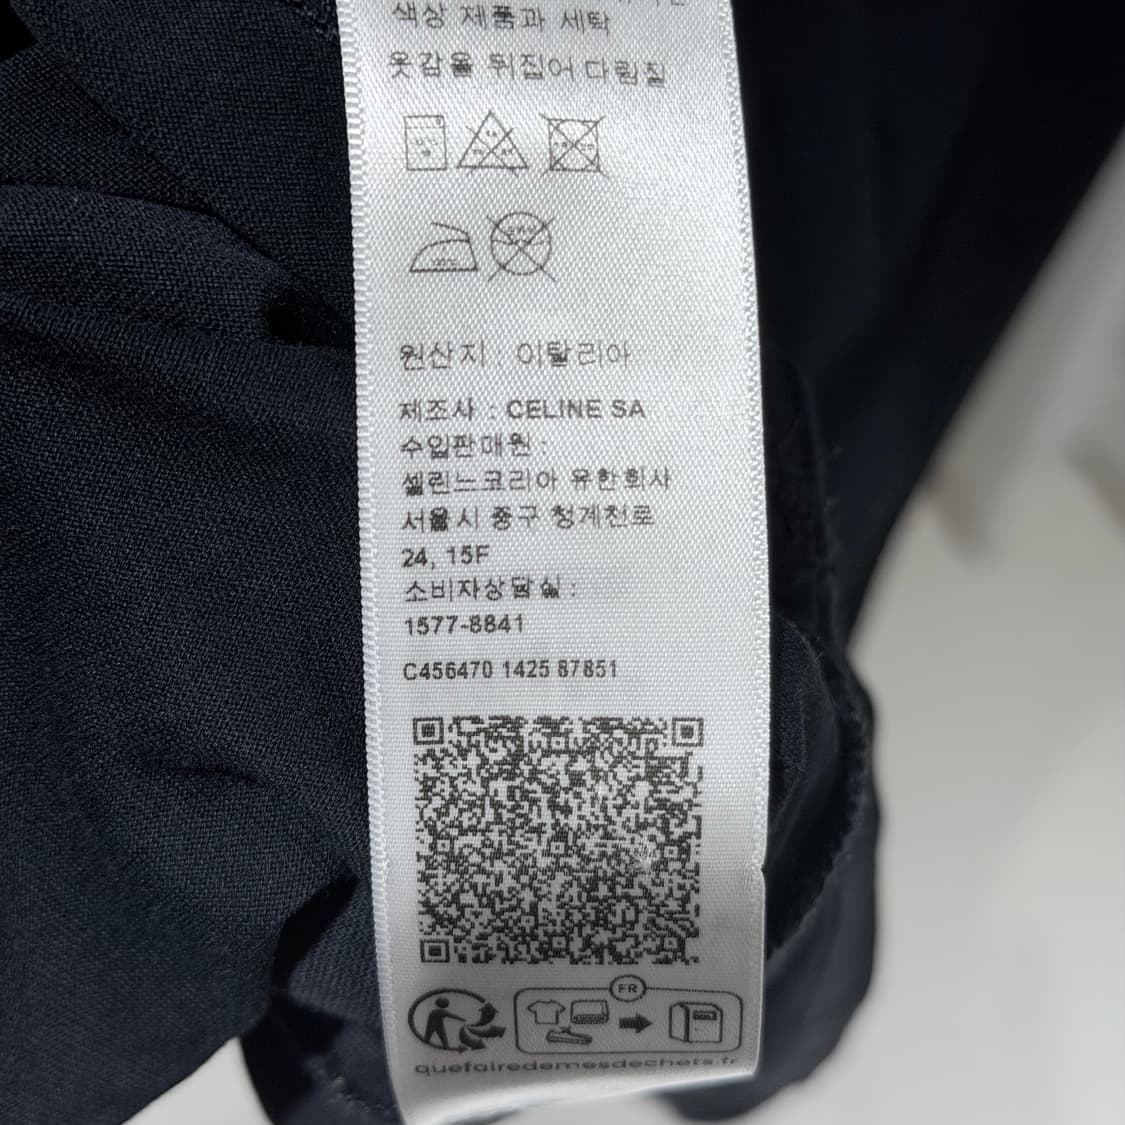 색상 제품과 세탁
옷감을 뒤집어 다림질
원산지 : 이탈리아
제조사 : CELINE SA
수입판매원 :
셀린느코리아 유한회사
서울시 중구 청계천로
24, 15F
소비자상담실 :
1577-8841
C456470 1425 87851
FR
quefairedemesdechets.fr